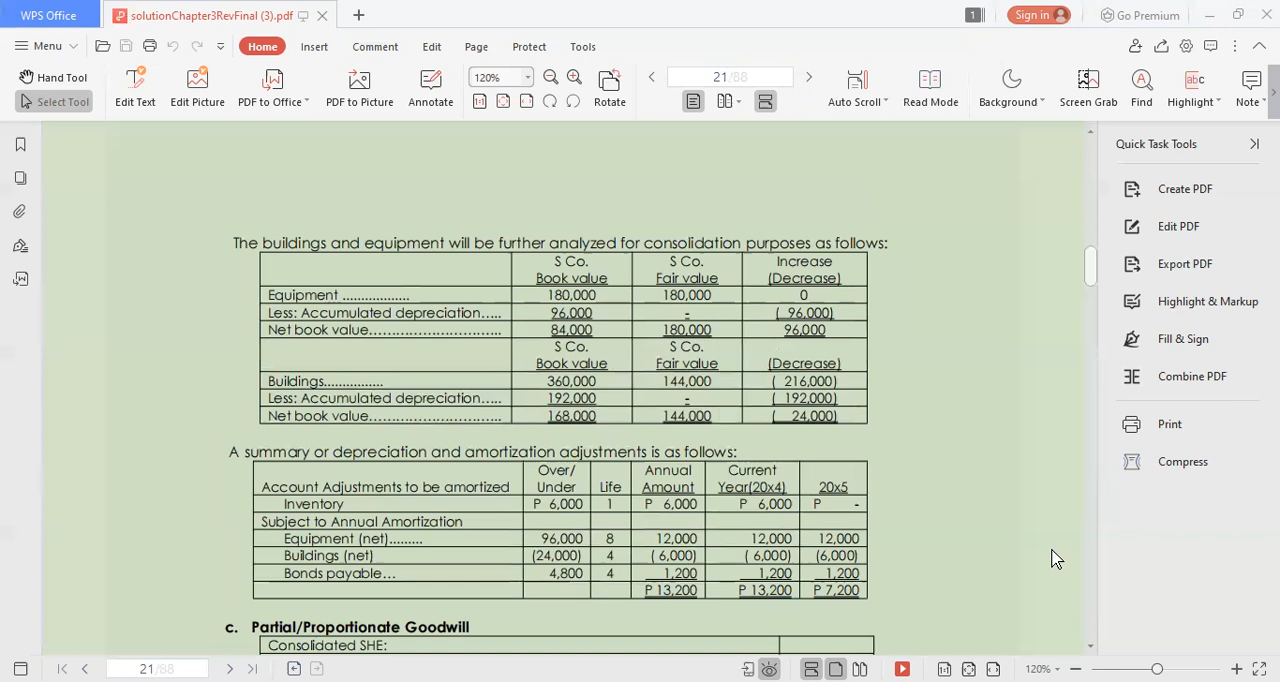 WPS Office
solutionChapter3RevFinal (3).pdf
1
Sign in
Go Premium
Menu
Home
Insert
Comment
Edit
Page
Protect
Tools
Hand Tool
Select Tool
Edit Text
Edit Picture
PDF to Office
PDF to Picture
Annotate
120%
Rotate
21/88
Auto Scroll
Read Mode
Background
Screen Grab
Find
Highlight
Note
Quick Task Tools
Create PDF
Edit PDF
Export PDF
Highlight & Markup
Fill & Sign
Combine PDF
Print
Compress
The buildings and equipment will be further analyzed for consolidation purposes as follows:
S Co. S Co. Increase
Book value Fair value (Decrease)
Equipment .................. 180,000 180,000 0
Less: Accumulated depreciation….. 96,000 - ( 96,000)
Net book value………………………... 84,000 180,000 96,000
S Co. S Co.
Book value Fair value (Decrease)
Buildings............... 360,000 144,000 ( 216,000)
Less: Accumulated depreciation….. 192,000 - ( 192,000)
Net book value………………………... 168,000 144,000 ( 24,000)
A summary or depreciation and amortization adjustments is as follows:
Over/ Annual Current
Account Adjustments to be amortized Under Life Amount Year(20x4) 20x5
Inventory P 6,000 1 P 6,000 P 6,000 P -
Subject to Annual Amortization
Equipment (net)......... 96,000 8 12,000 12,000 12,000
Buildings (net) (24,000) 4 ( 6,000) ( 6,000) (6,000)
Bonds payable… 4,800 4 1,200 1,200 1,200
P 13,200 P 13,200 P 7,200
c. Partial/Proportionate Goodwill
Consolidated SHE:
21/88
120%